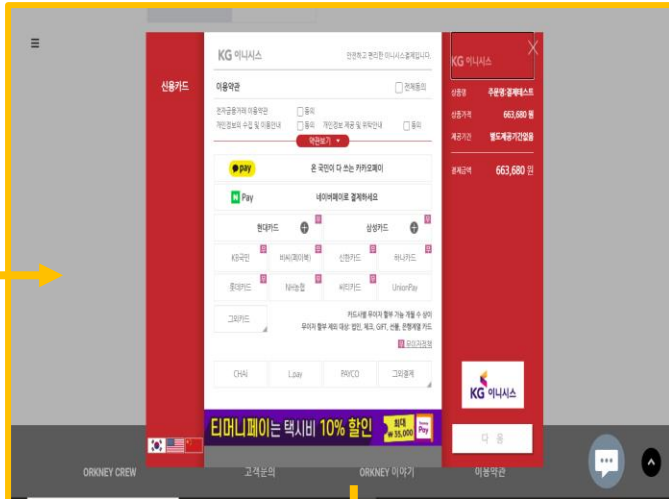 신용카드
KG 이니시스
안전하고 편리한 이니시스결제입니다.
이용약관
전체동의
전자금융거래 이용약관
동의
개인정보의 수집 및 이용안내
동의
개인정보 제공 및 위탁안내
동의
약관보기
pay
온 국민이 다 쓰는 카카오페이
N Pay
네이버페이로 결제하세요
현대카드
삼성카드
KB국민
비씨(페이북)
신한카드
하나카드
롯데카드
NH농협
씨티카드
UnionPay
그외카드
카드사별 무이자 할부 가능 개월 수 상이
무이자 할부 제외 대상: 법인, 체크, GIFT, 선불, 은행계열 카드
무이자정책
CHAI
L.pay
PAYCO
그외결제
티머니페이는 택시비 10% 할인
최대
₩35,000
Pay
KG 이니시스
상품명
주문명:결제테스트
상품가격
663,680 원
제공기간
별도제공기간없음
결제금액
663,680 원
KG 이니시스
다 음
ORKNEY CREW
고객문의
ORKNEY 이야기
이용약관